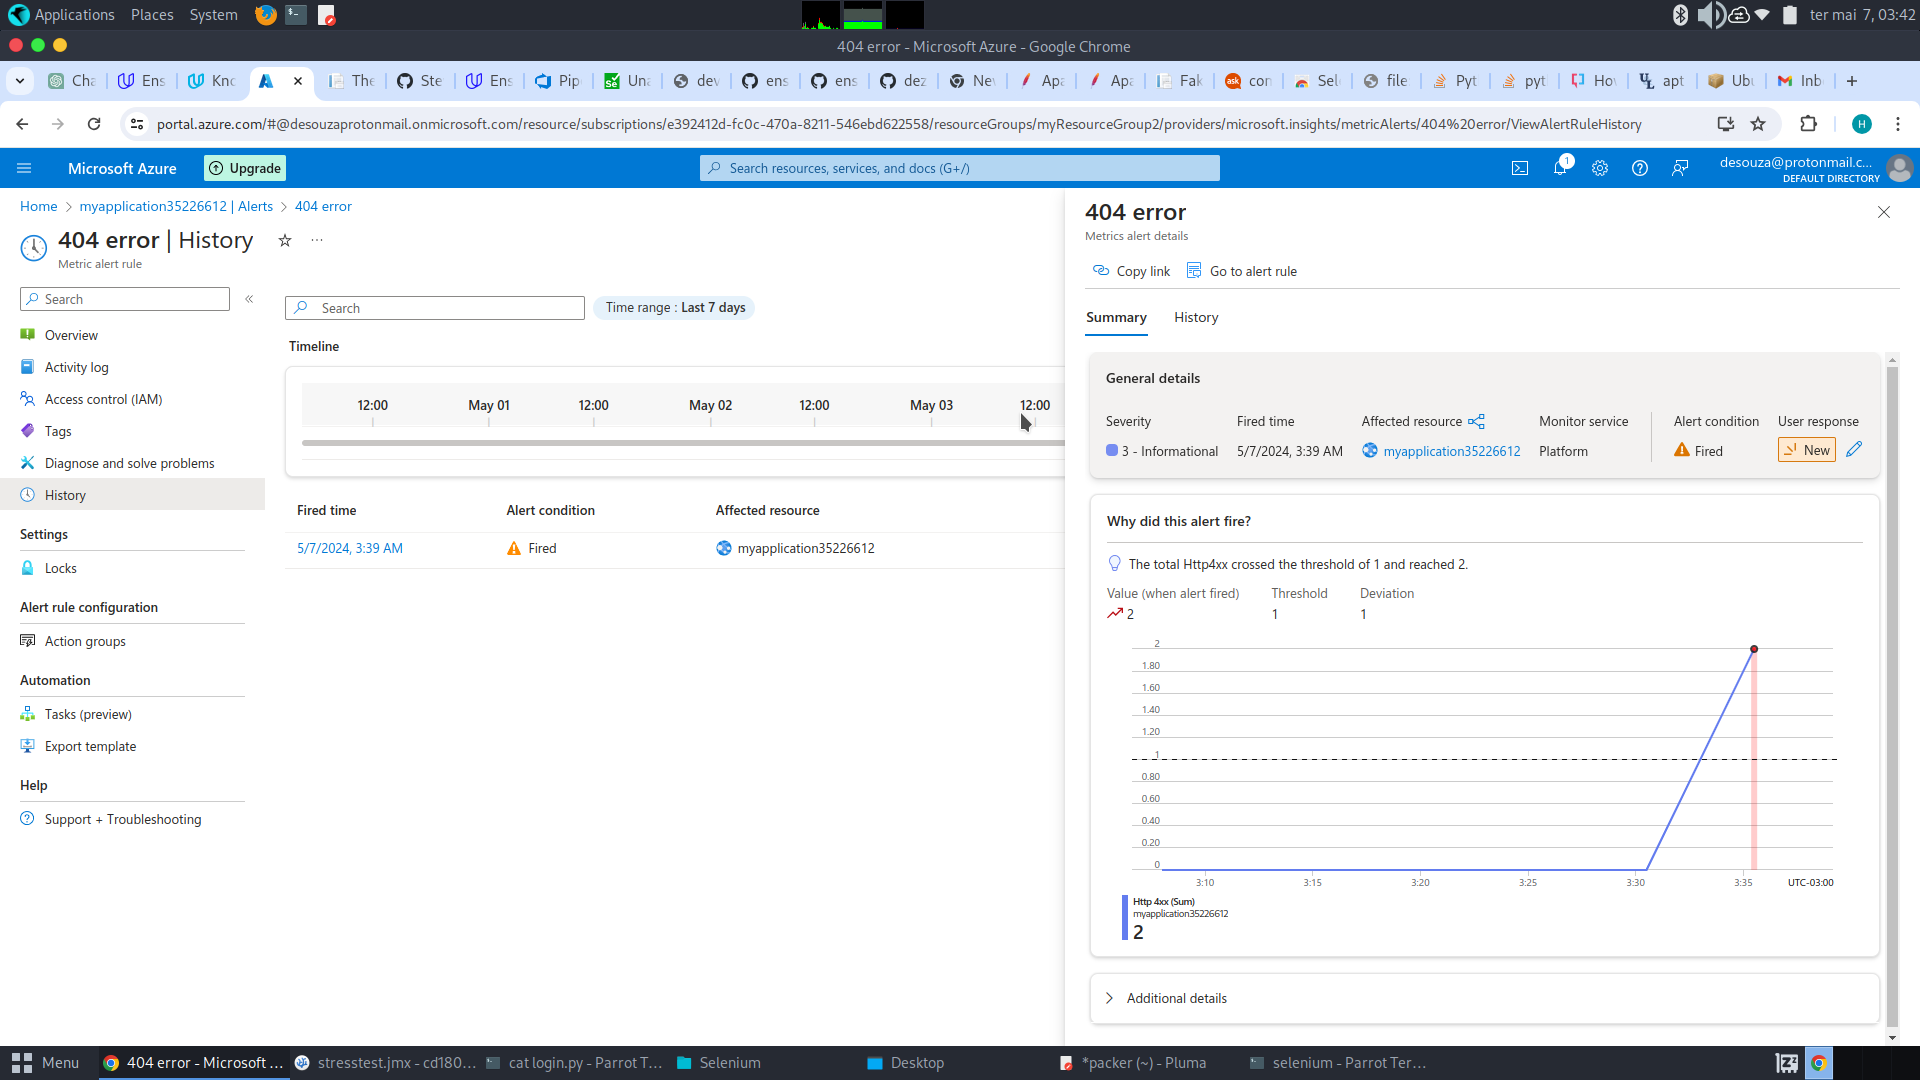 Applications Places System
ter mai 7, 03:42
404 error - Microsoft Azure - Google Chrome
Cha Ens Kno The Ste Ens Pip Una dev ens ens dez Nev Apa Apa Fak con Sele file Pyt pyt Hov apt Ubu Inb
portal.azure.com/#@desouzaprotonmail.onmicrosoft.com/resource/subscriptions/e392412d-fc0c-470a-8211-546ebd622558/resourceGroups/myResourceGroup2/providers/microsoft.insights/metricAlerts/404%20error/ViewAlertRuleHistory
H
Microsoft Azure
Upgrade
Search resources, services, and docs (G+/)
1
desouza@protonmail.c...
DEFAULT DIRECTORY
Home > myapplication35226612 | Alerts > 404 error
404 error | History
Metric alert rule
Search
Overview
Activity log
Access control (IAM)
Tags
Diagnose and solve problems
History
Settings
Locks
Alert rule configuration
Action groups
Automation
Tasks (preview)
Export template
Help
Support + Troubleshooting
Search
Time range : Last 7 days
Timeline
12:00 May 01 12:00 May 02 12:00 May 03 12:00
Fired time Alert condition Affected resource
5/7/2024, 3:39 AM Fired myapplication35226612
404 error
Metrics alert details
Copy link Go to alert rule
Summary History
General details
Severity Fired time Affected resource Monitor service Alert condition User response
3 - Informational 5/7/2024, 3:39 AM myapplication35226612 Platform Fired New
Why did this alert fire?
The total Http4xx crossed the threshold of 1 and reached 2.
Value (when alert fired) Threshold Deviation
2 1 1
2
1.80
1.60
1.40
1.20
1
0.80
0.60
0.40
0.20
0
3:10 3:15 3:20 3:25 3:30 3:35 UTC-03:00
Http 4xx (Sum)
myapplication35226612
2
Additional details
Menu
404 error - Microsoft ...
stresstest.jmx - cd180...
cat login.py - Parrot T...
Selenium
Desktop
*packer (~) - Pluma
selenium - Parrot Ter...